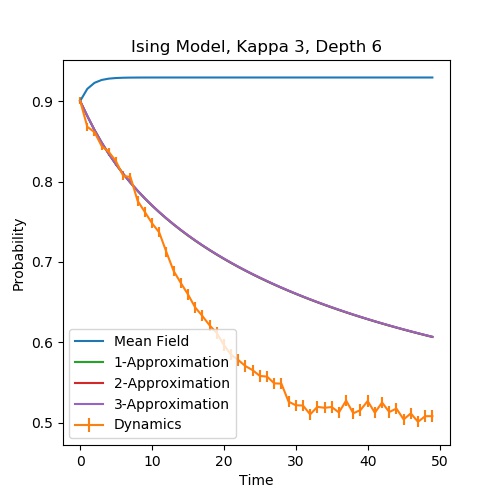 Ising Model, Kappa 3, Depth 6
Probability
0.9
0.8
0.7
0.6
0.5
Mean Field
1-Approximation
2-Approximation
3-Approximation
Dynamics
0 10 20 30 40 50
Time